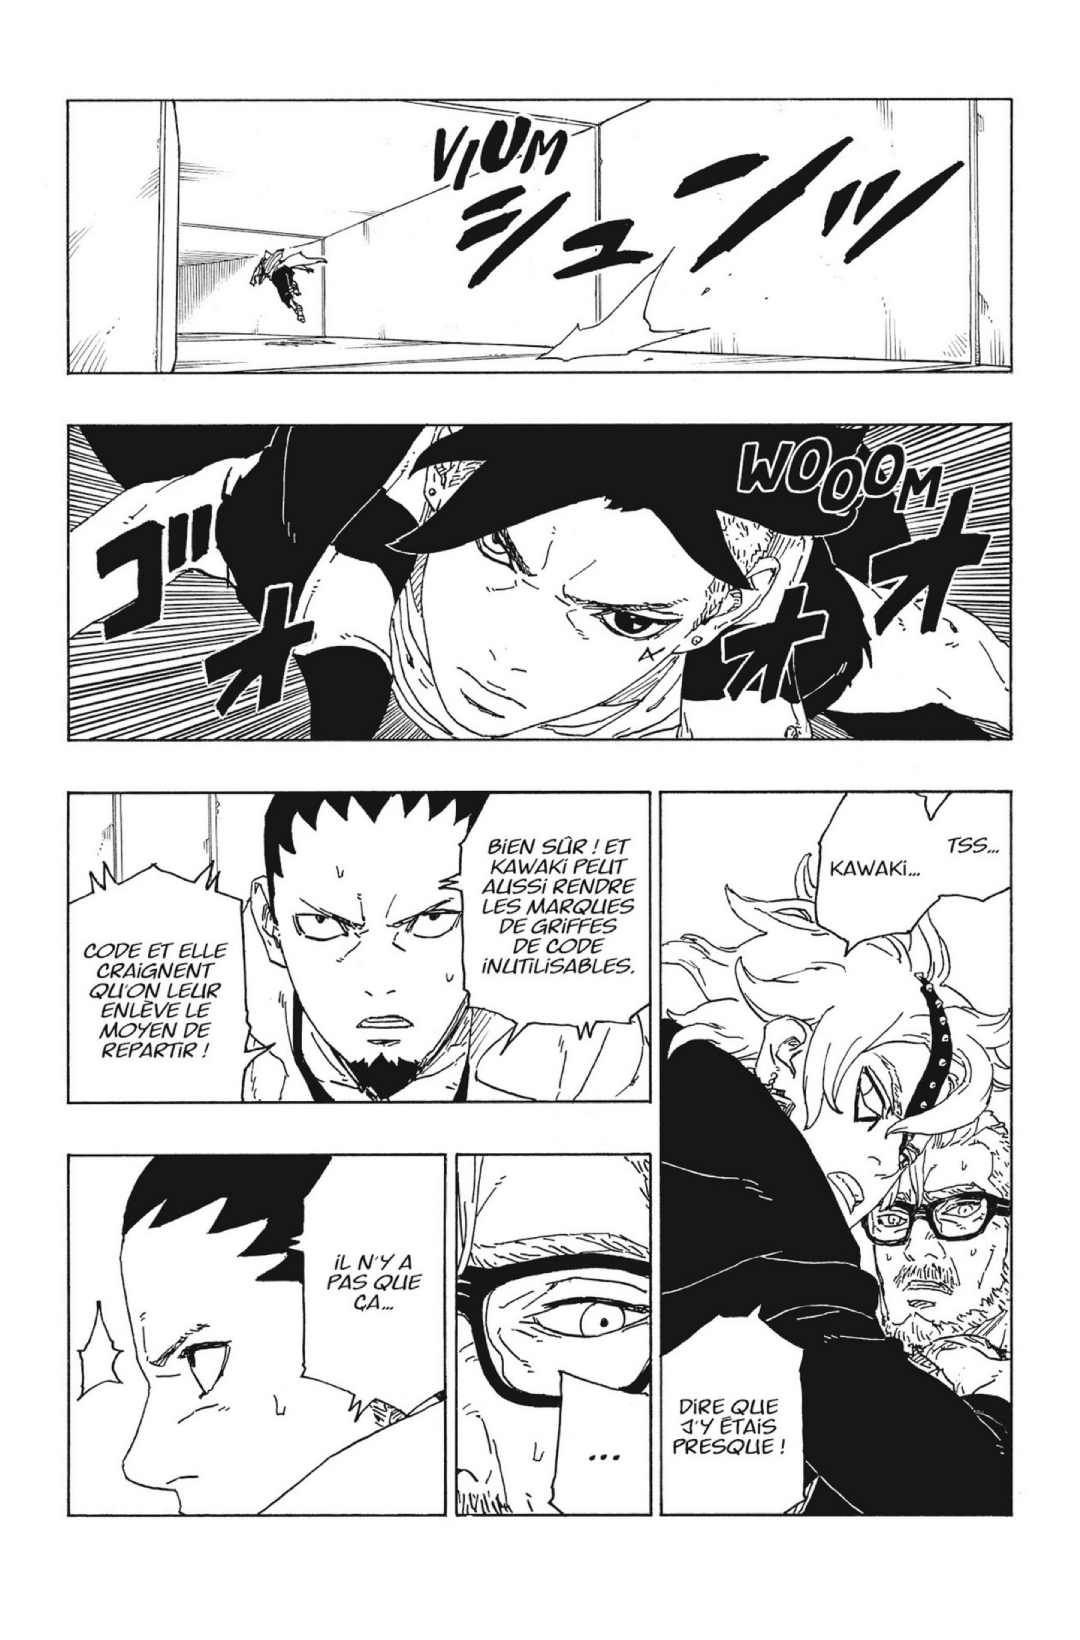 VIUM
シュンッ
WOOOM
ゴオオオ
TSS...
KAWAKI...
DIRE QUE
J'Y ÉTAIS
PRESQUE !
BIEN SÛR ! ET
KAWAKI PEUT
AUSSI RENDRE
LES MARQUES
DE GRIFFES
DE CODE
INUTILISABLES.
CODE ET ELLE
CRAIGNENT
QU'ON LEUR
ENLÈVE LE
MOYEN DE
REPARTIR !
...
IL N'Y A
PAS QUE
ÇA...